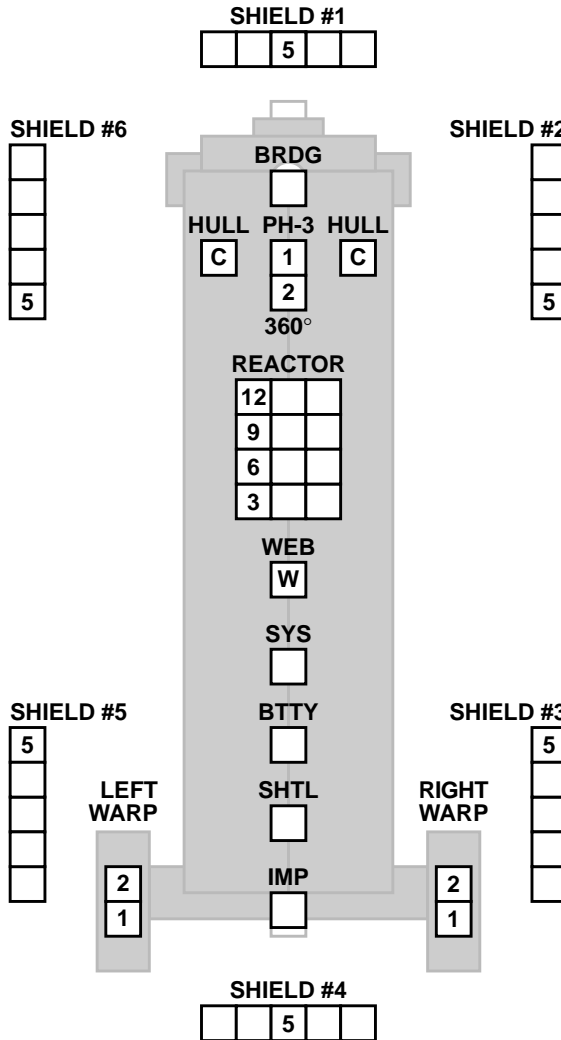 SHIELD #1
5
SHIELD #6
SHIELD #2
BRDG
HULL PH-3 HULL
C 1 C
5 2 5
360°
REACTOR
12
9
6
3
WEB
W
SYS
SHIELD #5
BTTY
SHIELD #3
5
5
LEFT
WARP
SHTL
RIGHT
WARP
IMP
2
1
2
1
SHIELD #4
5